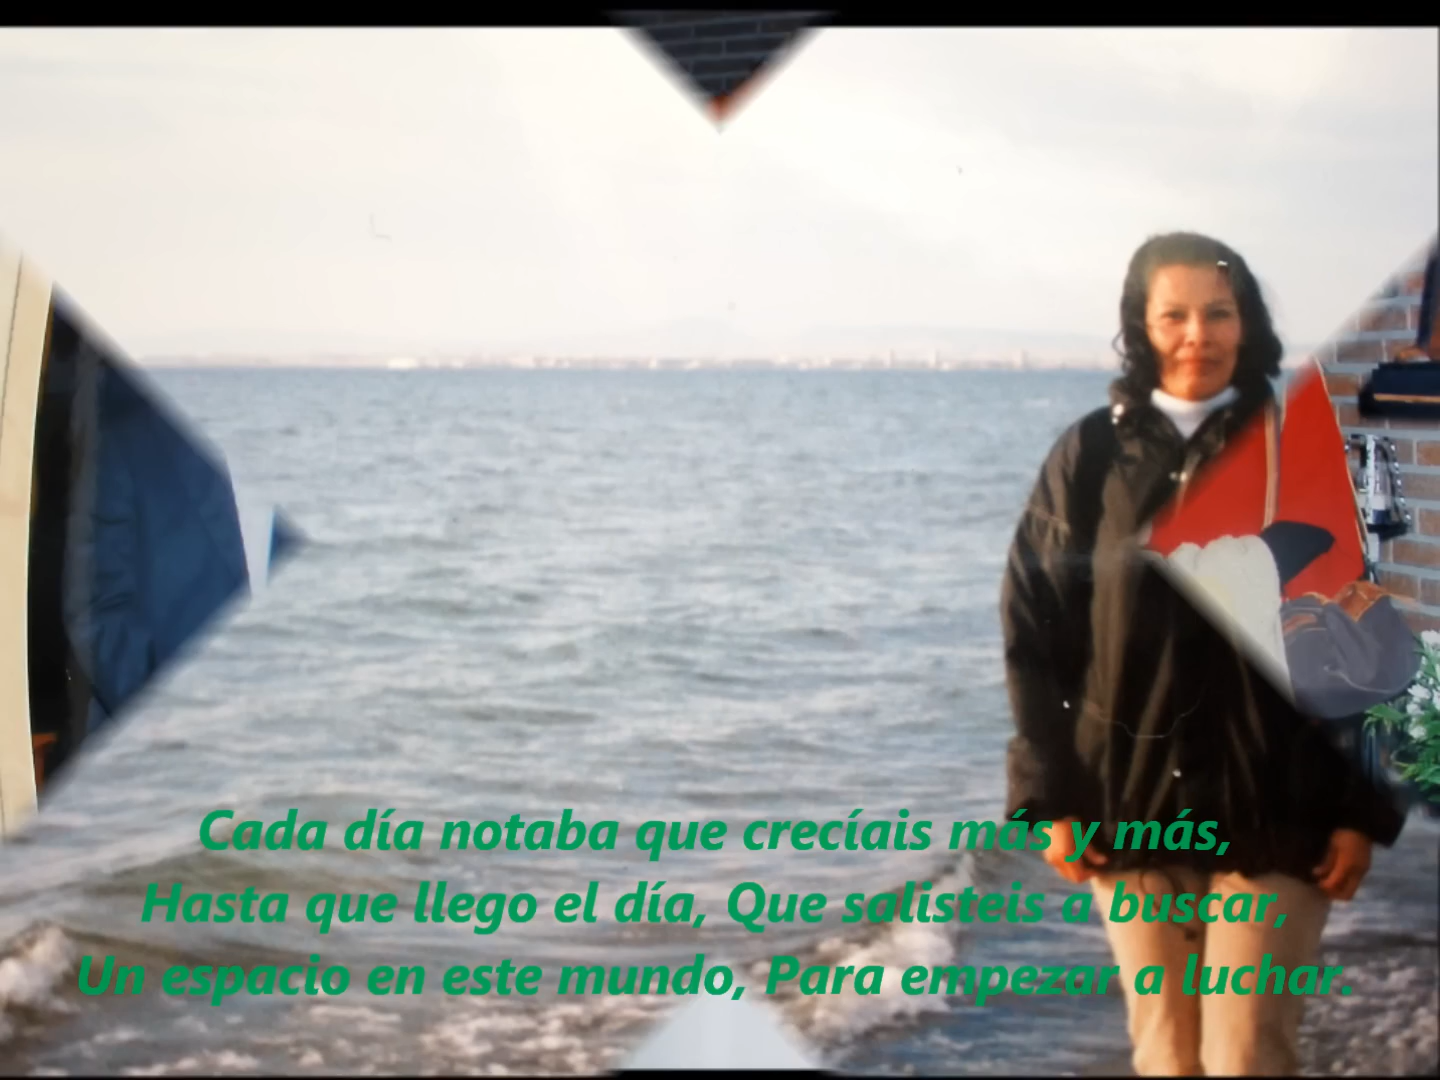 Cada día notaba que crecíais más y más,
Hasta que llego el día, Que salisteis a buscar,
Un espacio en este mundo, Para empezar a luchar.